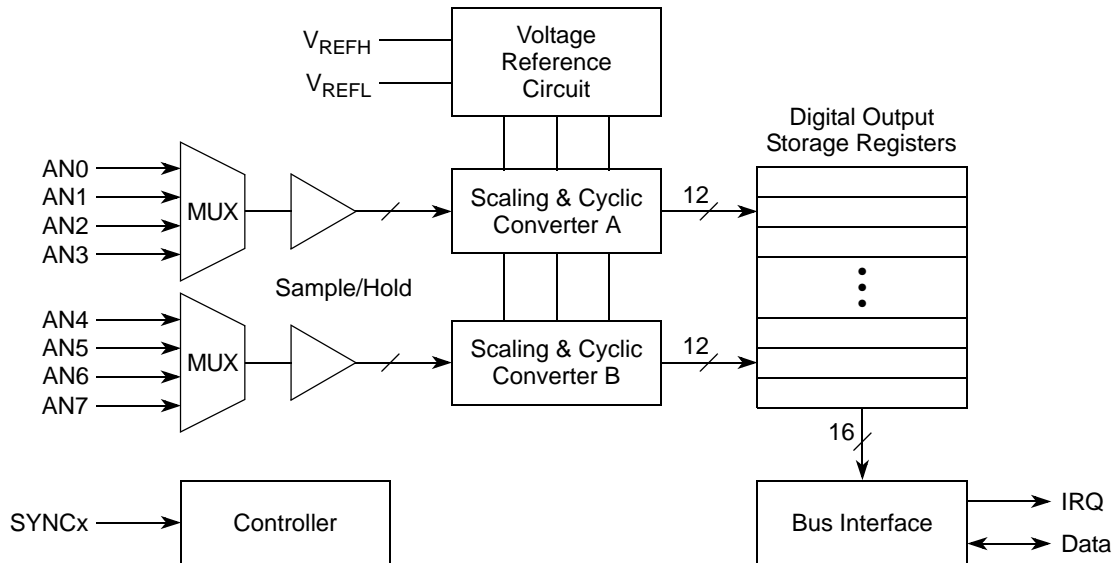 V_REFH
V_REFL
Voltage
Reference
Circuit
Digital Output
Storage Registers
AN0
AN1
AN2
AN3
MUX
Scaling & Cyclic
Converter A
12
Sample/Hold
AN4
AN5
AN6
AN7
MUX
Scaling & Cyclic
Converter B
12
16
SYNCx
Controller
Bus Interface
IRQ
Data